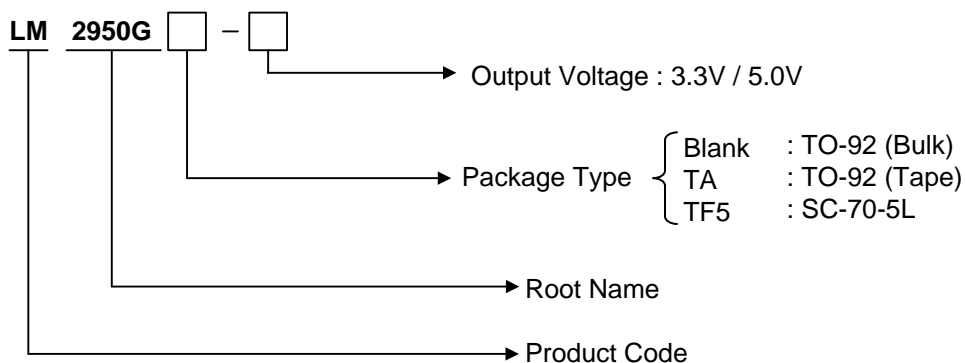 LM 2950G □ – □
Output Voltage : 3.3V / 5.0V
Package Type
Blank : TO-92 (Bulk)
TA : TO-92 (Tape)
TF5 : SC-70-5L
Root Name
Product Code